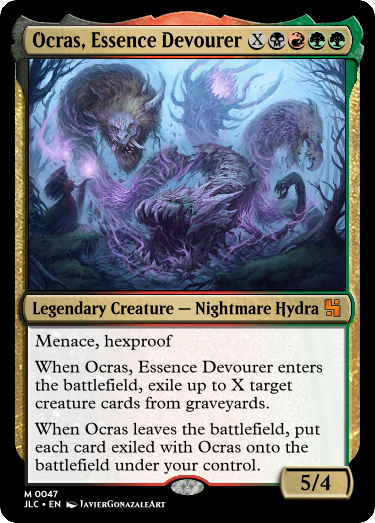 Ocras, Essence Devourer X
Legendary Creature — Nightmare Hydra
Menace, hexproof
When Ocras, Essence Devourer enters
the battlefield, exile up to X target
creature cards from graveyards.
When Ocras leaves the battlefield, put
each card exiled with Ocras onto the
battlefield under your control.
5/4
M 0047
JLC • EN JavierGonazaleArt